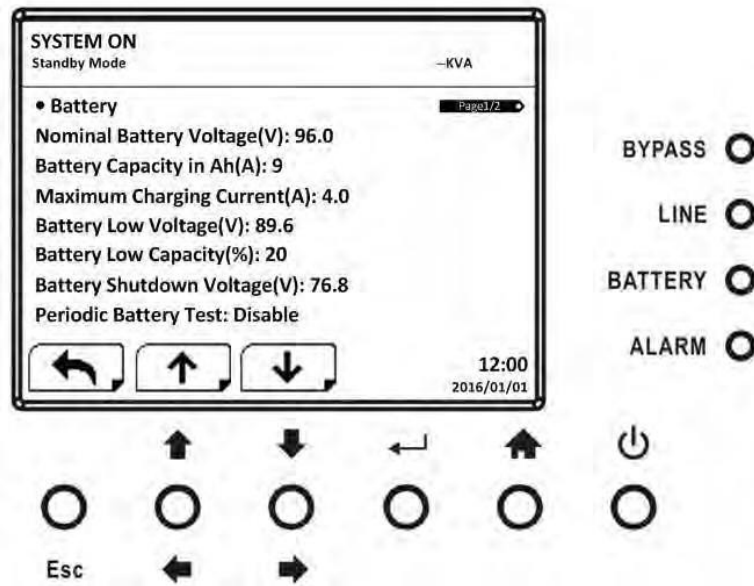 SYSTEM ON
Standby Mode
–KVA
• Battery
Page1/2
Nominal Battery Voltage(V): 96.0
Battery Capacity in Ah(A): 9
Maximum Charging Current(A): 4.0
Battery Low Voltage(V): 89.6
Battery Low Capacity(%): 20
Battery Shutdown Voltage(V): 76.8
Periodic Battery Test: Disable
12:00
2016/01/01
BYPASS
LINE
BATTERY
ALARM
Esc